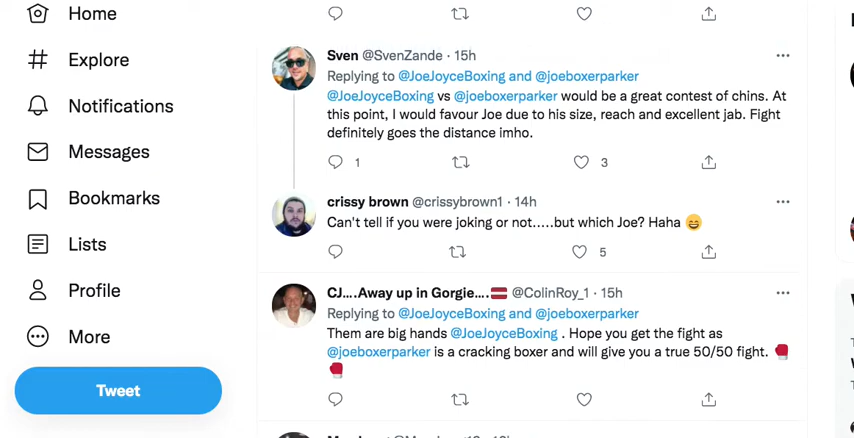 Home
Explore
Notifications
Messages
Bookmarks
Lists
Profile
More
Tweet
Sven @SvenZande · 15h
Replying to @JoeJoyceBoxing and @joeboxerparker
@JoeJoyceBoxing vs @joeboxerparker would be a great contest of chins. At
this point, I would favour Joe due to his size, reach and excellent jab. Fight
definitely goes the distance imho.
1 3
crissy brown @crissybrown1 · 14h
Can't tell if you were joking or not.....but which Joe? Haha 😄
5
CJ....Away up in Gorgie....🇱🇻 @ColinRoy_1 · 15h
Replying to @JoeJoyceBoxing and @joeboxerparker
Them are big hands @JoeJoyceBoxing . Hope you get the fight as
@joeboxerparker is a cracking boxer and will give you a true 50/50 fight. 🥊
🥊